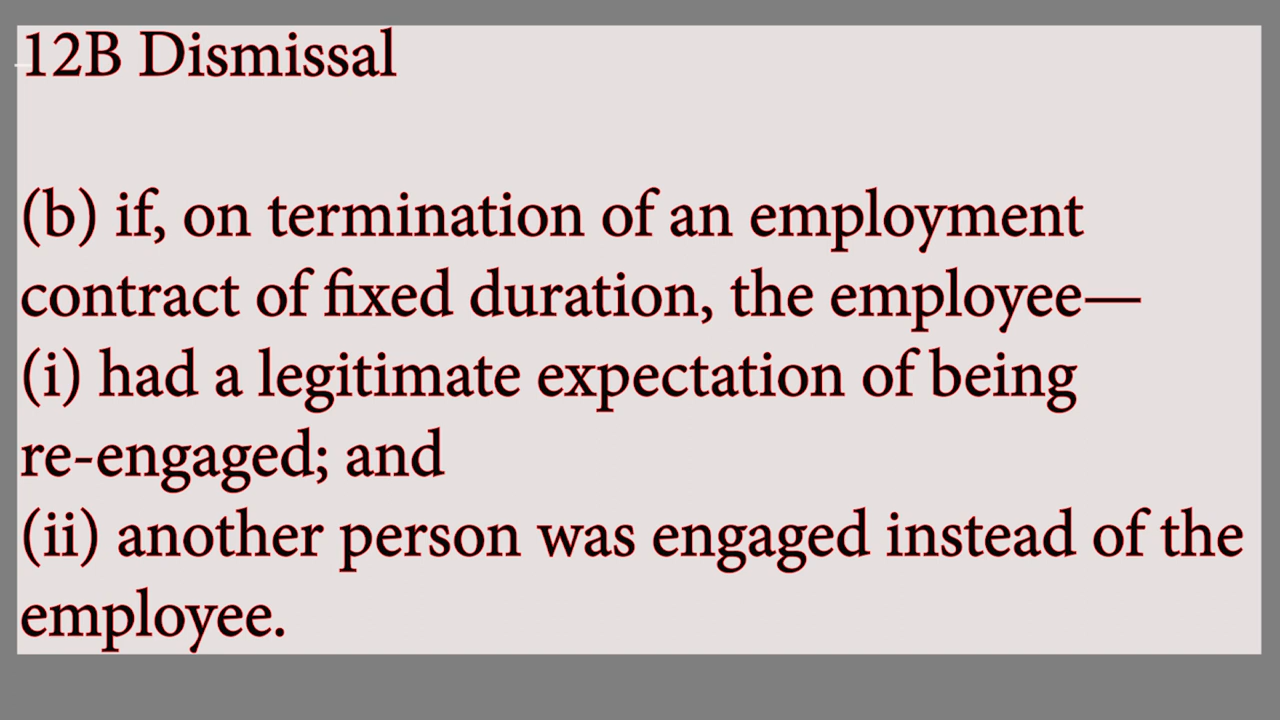 12B Dismissal
(b) if, on termination of an employment
contract of fixed duration, the employee—
(i) had a legitimate expectation of being
re-engaged; and
(ii) another person was engaged instead of the
employee.